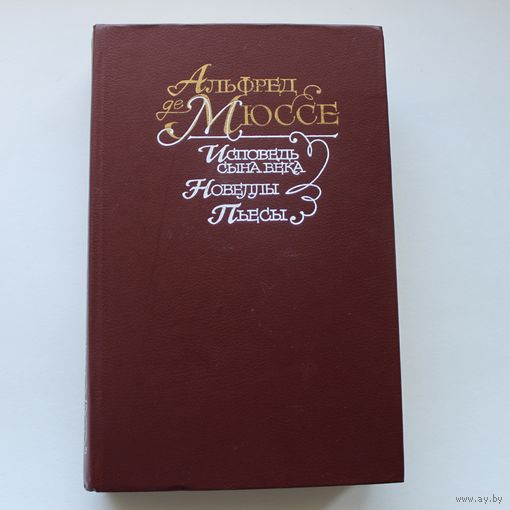 Альфред
де
Мюссе
Исповедь
сына века
Новеллы
Пьесы
www.ay.by